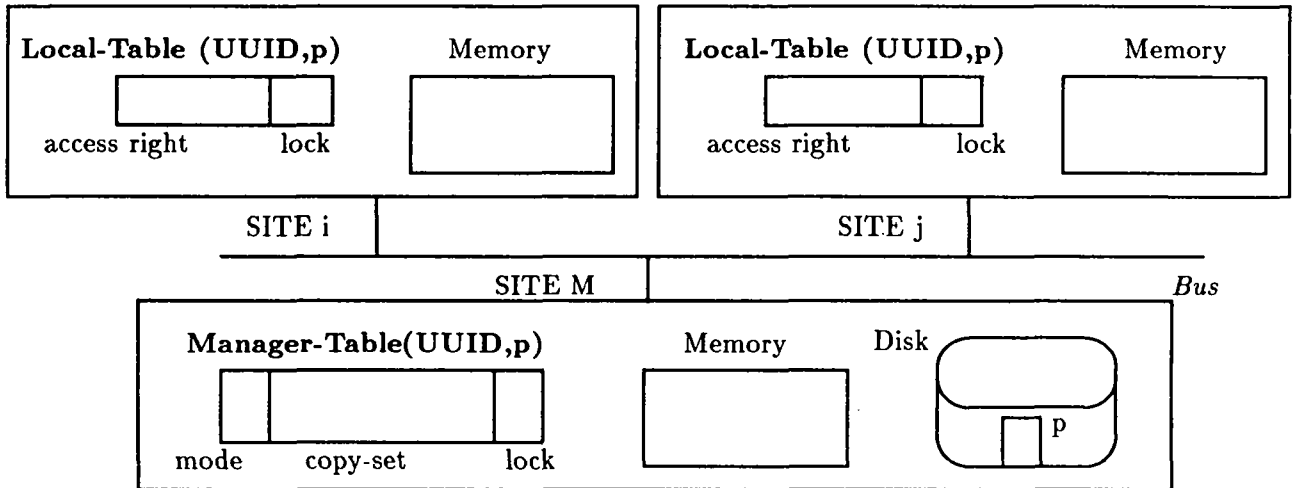 Local-Table (UUID,p) Memory
access right lock
SITE i
Local-Table (UUID,p) Memory
access right lock
SITE j
Bus
SITE M
Manager-Table(UUID,p) Memory Disk
p
mode copy-set lock